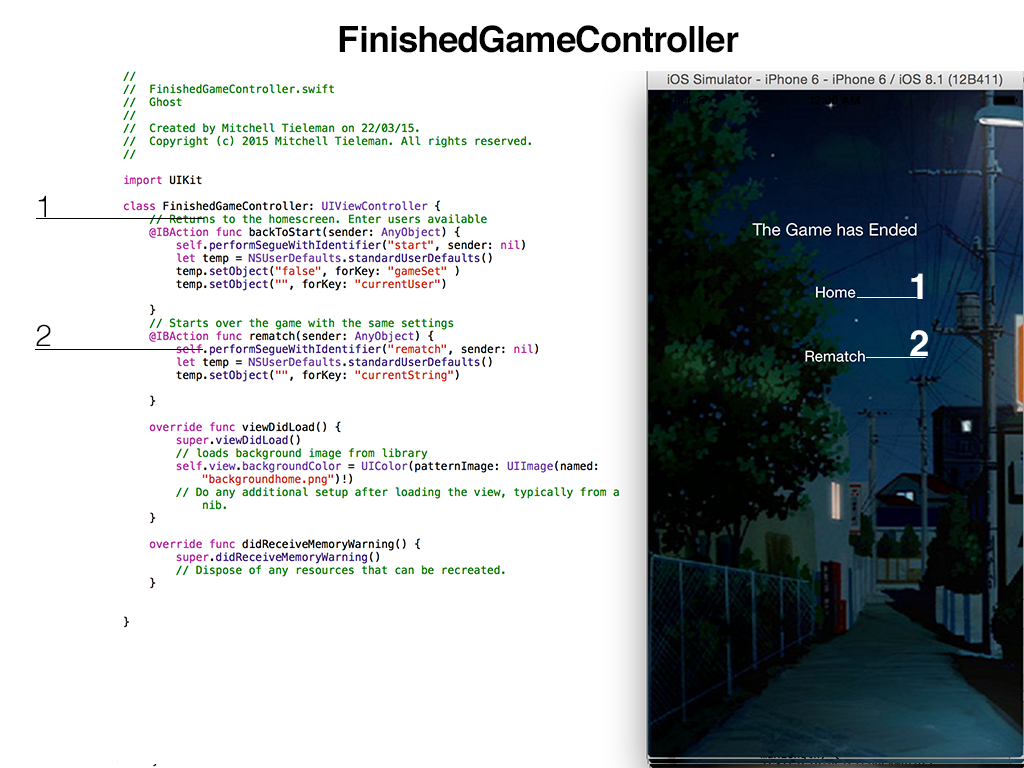 FinishedGameController
//
//  FinishedGameController.swift
//  Ghost
//
//  Created by Mitchell Tieleman on 22/03/15.
//  Copyright (c) 2015 Mitchell Tieleman. All rights reserved.
//
import UIKit
1
class FinishedGameController: UIViewController {
// Returns to the homescreen. Enter users available
@IBAction func backToStart(sender: AnyObject) {
self.performSegueWithIdentifier("start", sender: nil)
let temp = NSUserDefaults.standardUserDefaults()
temp.setObject("false", forKey: "gameSet" )
temp.setObject("", forKey: "currentUser")
}
// Starts over the game with the same settings
2
@IBAction func rematch(sender: AnyObject) {
self.performSegueWithIdentifier("rematch", sender: nil)
let temp = NSUserDefaults.standardUserDefaults()
temp.setObject("", forKey: "currentString")
}
override func viewDidLoad() {
super.viewDidLoad()
// loads background image from library
self.view.backgroundColor = UIColor(patternImage: UIImage(named:
"backgroundhome.png")!)
// Do any additional setup after loading the view, typically from a
nib.
}
override func didReceiveMemoryWarning() {
super.didReceiveMemoryWarning()
// Dispose of any resources that can be recreated.
}
}
iOS Simulator - iPhone 6 - iPhone 6 / iOS 8.1 (12B411)
The Game has Ended
Home 1
Rematch 2